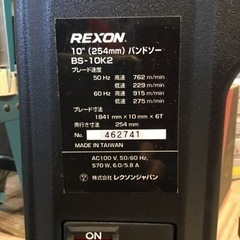 REXON®
10" (254mm) バンドソー
BS-10K2
ブレード速度
50 Hz 高速 762 m/min
低速 229 m/min
60 Hz 高速 915 m/min
低速 275 m/min
ブレード寸法
1841 mm × 10 mm × 6T
奥行き寸法 254 mm
No. 462741
MADE IN TAIWAN
AC100 V, 50/60 Hz,
570 W, 6.0/5.8 A
株式会社レクソンジャパン
ON